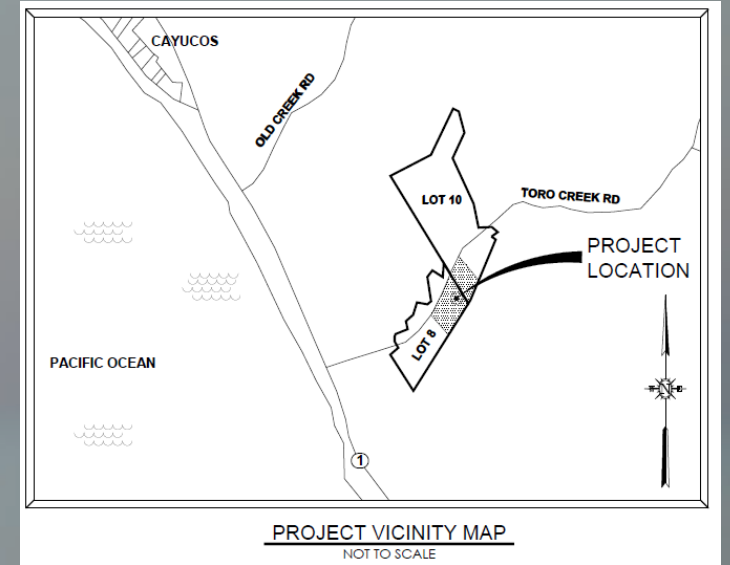 CAYUCOS
OLD CREEK RD
LOT 10
TORO CREEK RD
PROJECT
LOCATION
LOT 8
PACIFIC OCEAN
N
1
PROJECT VICINITY MAP
NOT TO SCALE